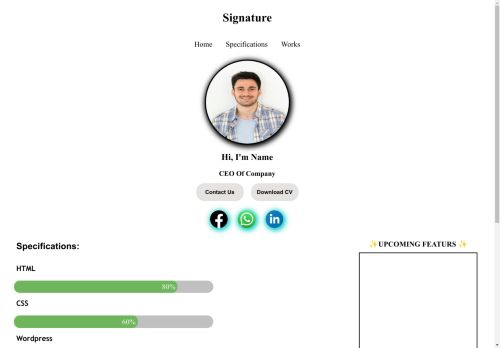 Signature
Home Specifications Works
Hi, I'm Name
CEO Of Company
Contact Us Download CV
Specifications:
✨UPCOMING FEATURS ✨
HTML
80%
CSS
60%
Wordpress